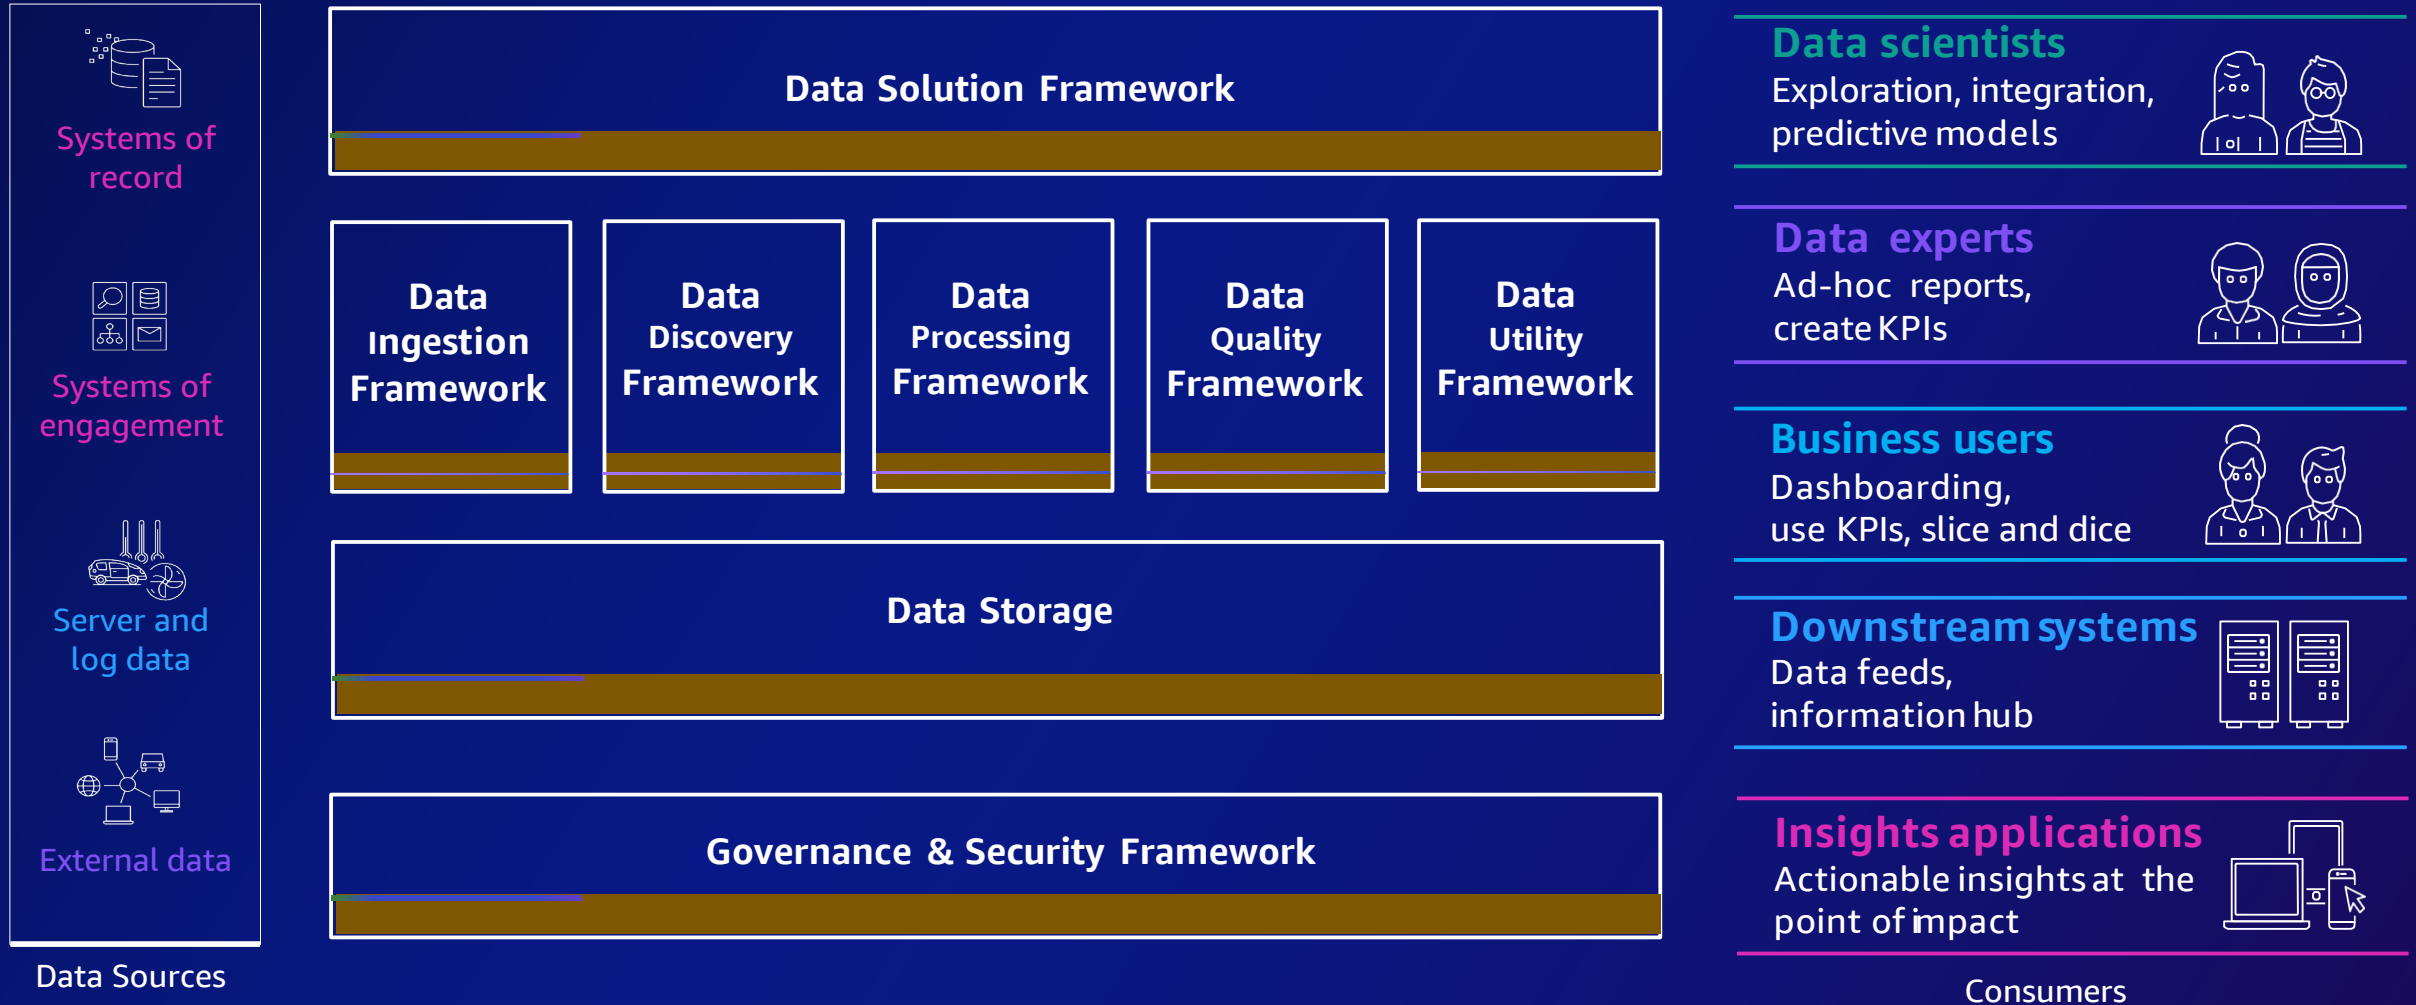 Systems of
record
Systems of
engagement
Server and
log data
External data
Data Sources
Data Solution Framework
Data
Ingestion
Framework
Data
Discovery
Framework
Data
Processing
Framework
Data
Quality
Framework
Data
Utility
Framework
Data Storage
Governance & Security Framework
Data scientists
Exploration, integration,
predictive models
Data experts
Ad-hoc reports,
create KPIs
Business users
Dashboarding,
use KPIs, slice and dice
Downstream systems
Data feeds,
information hub
Insights applications
Actionable insights at the
point of impact
Consumers